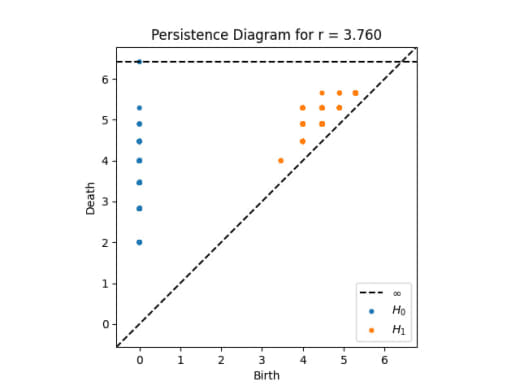 Persistence Diagram for r = 3.760
6
5
4
3
2
1
0
Death
0 1 2 3 4 5 6
Birth
∞
H₀
H₁